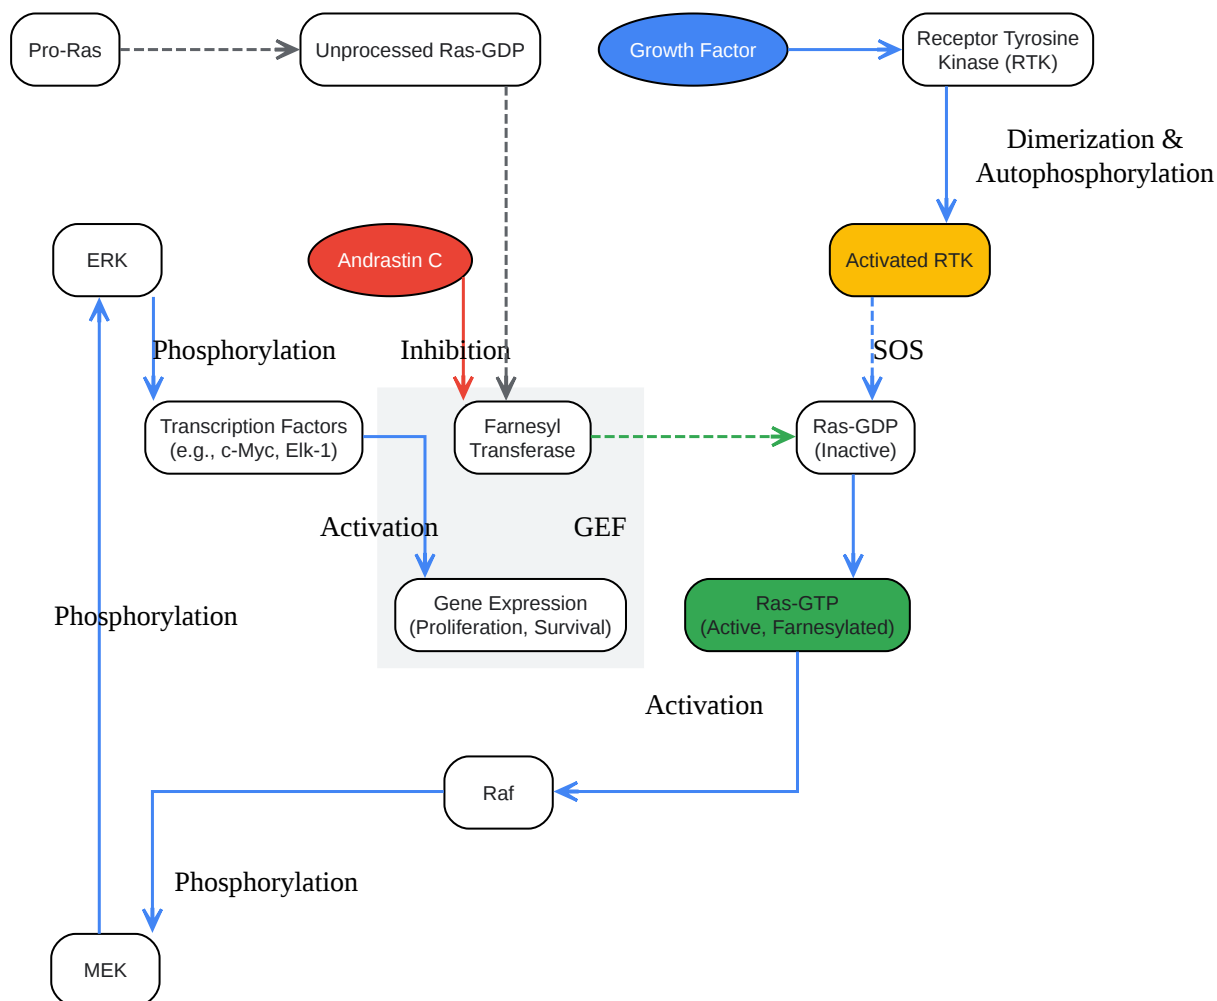 Pro-Ras
Unprocessed Ras-GDP
Growth Factor
Receptor Tyrosine
Kinase (RTK)
Dimerization &
Autophosphorylation
ERK
Andrastin C
Activated RTK
Phosphorylation
Inhibition
SOS
Transcription Factors
(e.g., c-Myc, Elk-1)
Farnesyl
Transferase
Ras-GDP
(Inactive)
Activation
GEF
Gene Expression
(Proliferation, Survival)
Ras-GTP
(Active, Farnesylated)
Phosphorylation
Activation
Raf
Phosphorylation
MEK